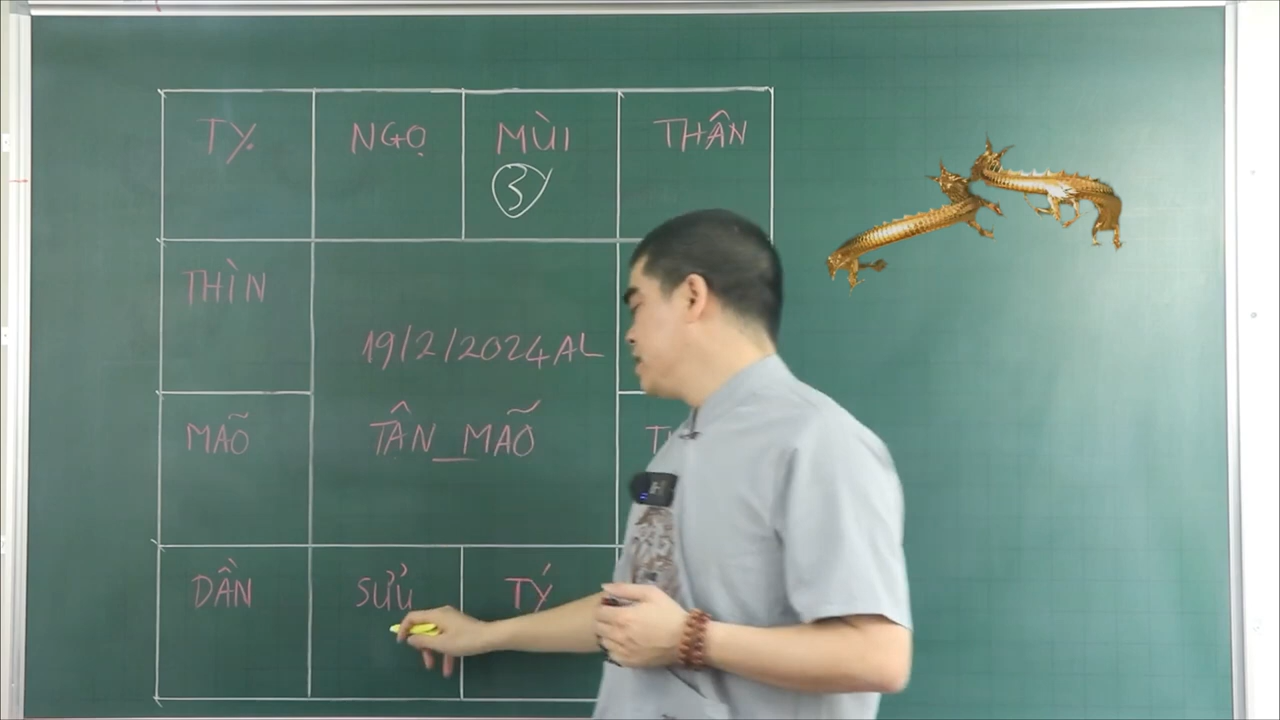 TỴ NGỌ MÙI THÂN
3
THÌN
19/2/2024 AL
MÃO TÂN_MÃO
DẦN SỬU TÝ